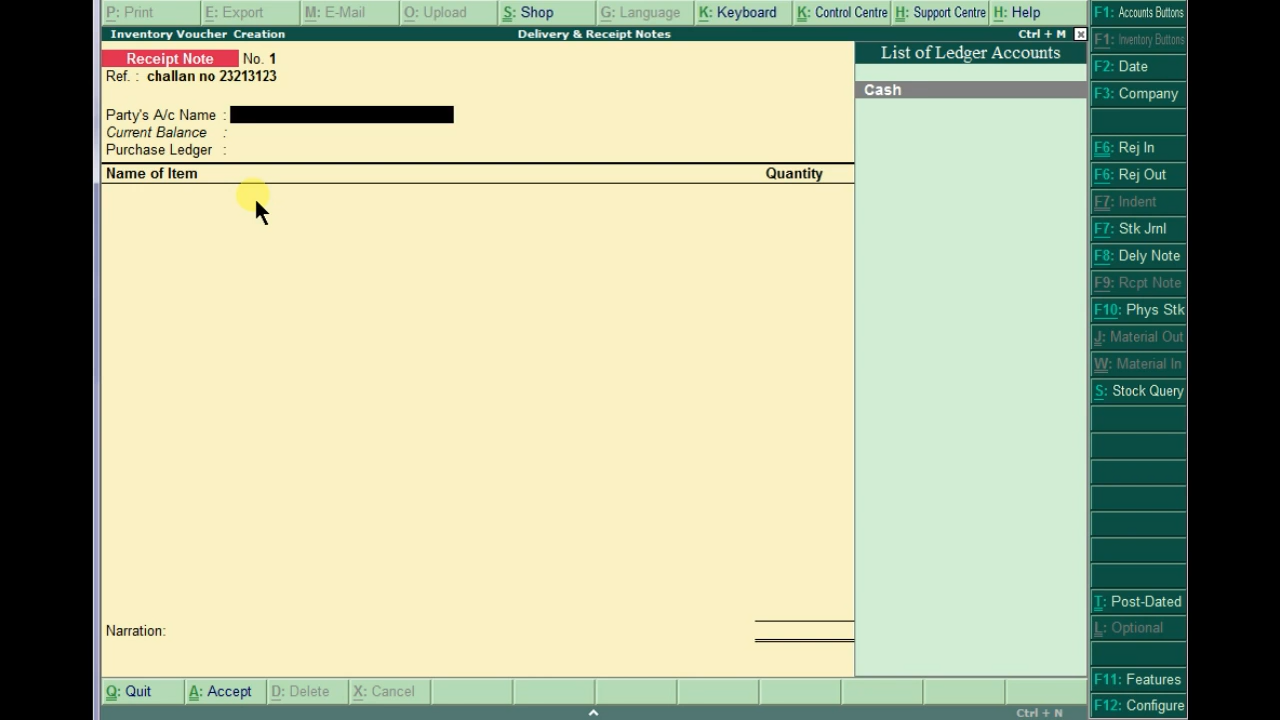 P: Print E: Export M: E-Mail O: Upload S: Shop G: Language K: Keyboard K: Control Centre H: Support Centre H: Help
Inventory Voucher Creation Delivery & Receipt Notes Ctrl + M x
Receipt Note No. 1
Ref. : challan no 23213123
Party's A/c Name :
Current Balance :
Purchase Ledger :
Name of Item Quantity
Narration:
List of Ledger Accounts
Cash
F1: Accounts Buttons
F1: Inventory Buttons
F2: Date
F3: Company
F6: Rej In
F6: Rej Out
F7: Indent
F7: Stk Jrnl
F8: Dely Note
F9: Rcpt Note
F10: Phys Stk
J: Material Out
W: Material In
S: Stock Query
T: Post-Dated
L: Optional
F11: Features
F12: Configure
Q: Quit A: Accept D: Delete X: Cancel
Ctrl + N